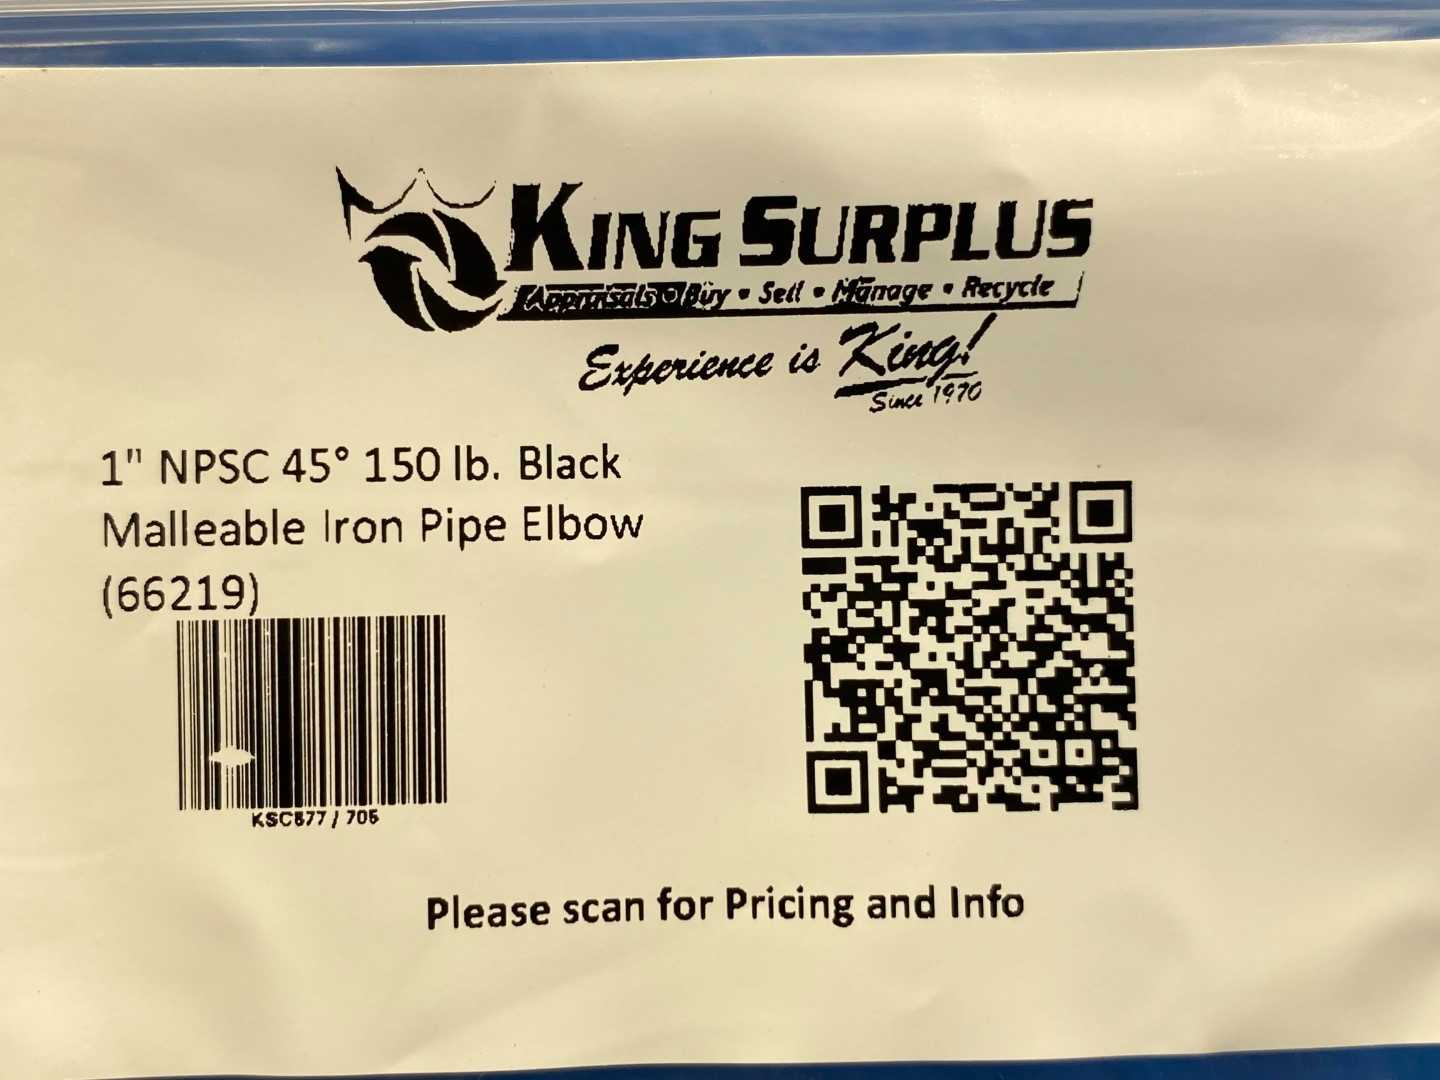 KING SURPLUS
Appraisals • Buy • Sell • Manage • Recycle
Experience is King!
Since 1970
1" NPSC 45° 150 lb. Black
Malleable Iron Pipe Elbow
(66219)
KSC577 / 705
Please scan for Pricing and Info